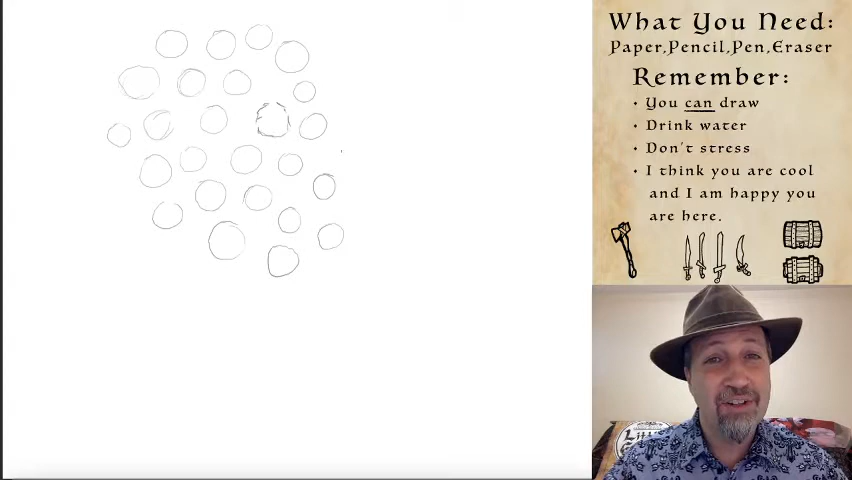 What You Need:
Paper,Pencil,Pen,Eraser
Remember:
• You can draw
• Drink water
• Don't stress
• I think you are cool
and I am happy you
are here.